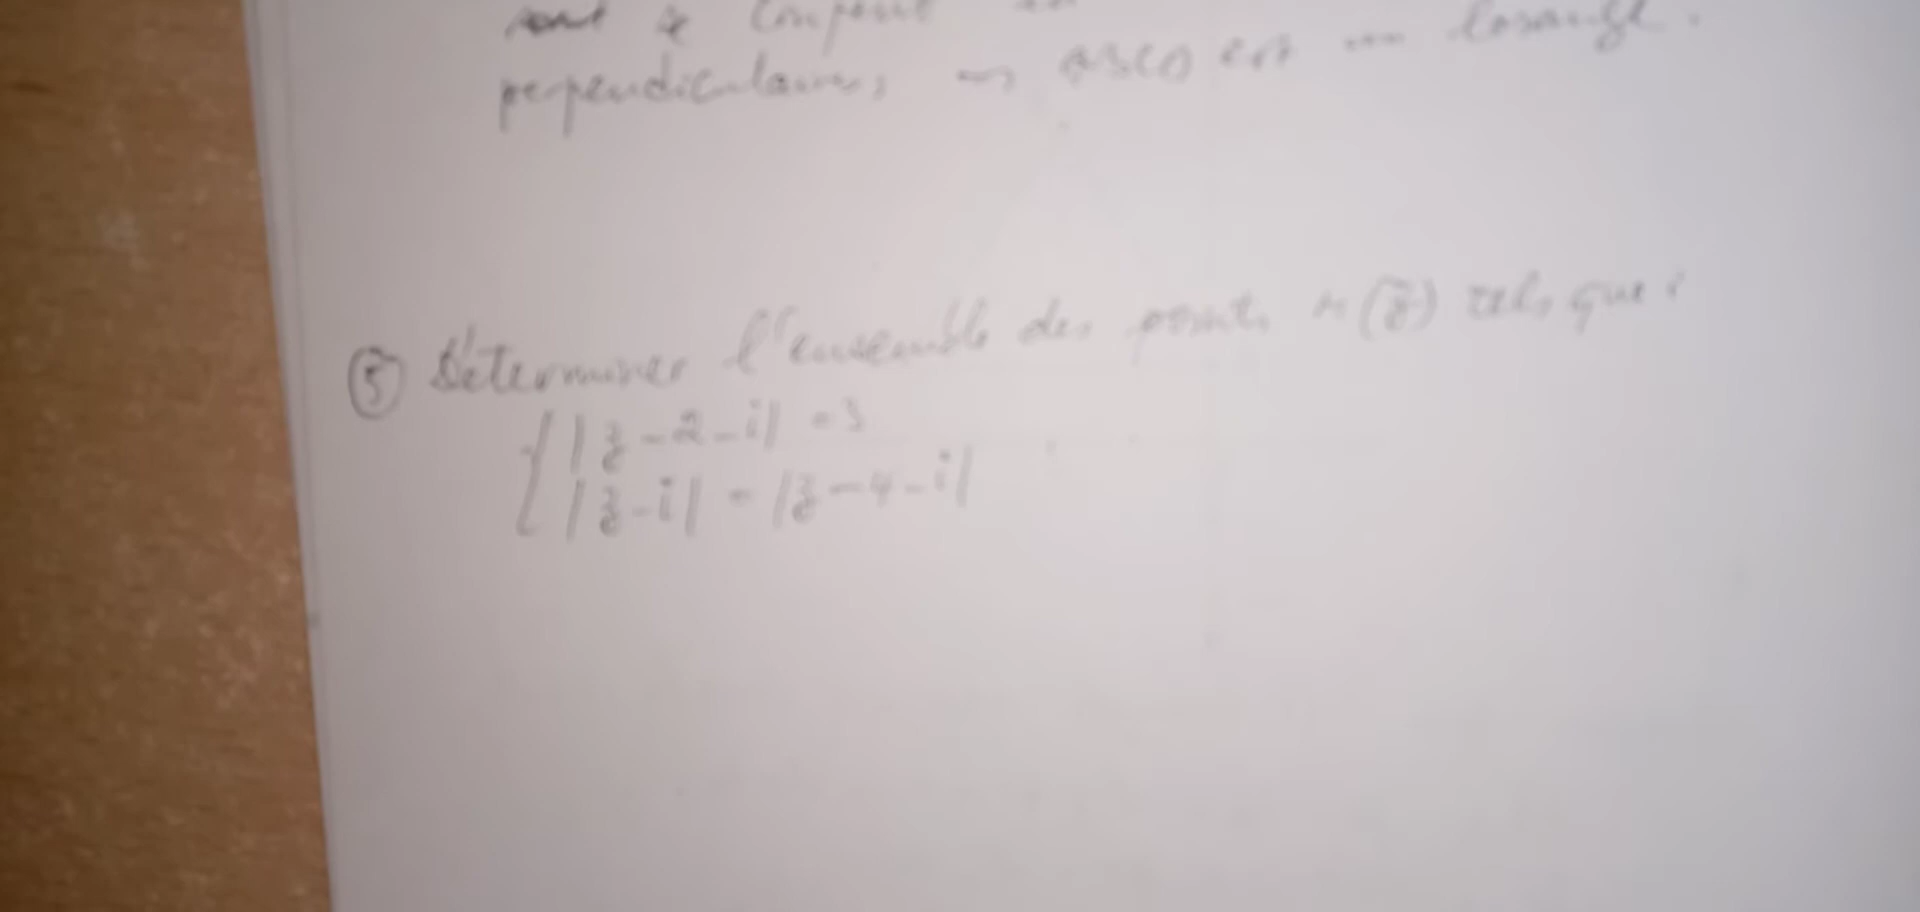 perpendiculaires, ABCD est un losange.
⑤ Déterminer l'ensemble des points M(z) tels que :
{ |z-2-i| = 3
|z-i| = |z-4-i|